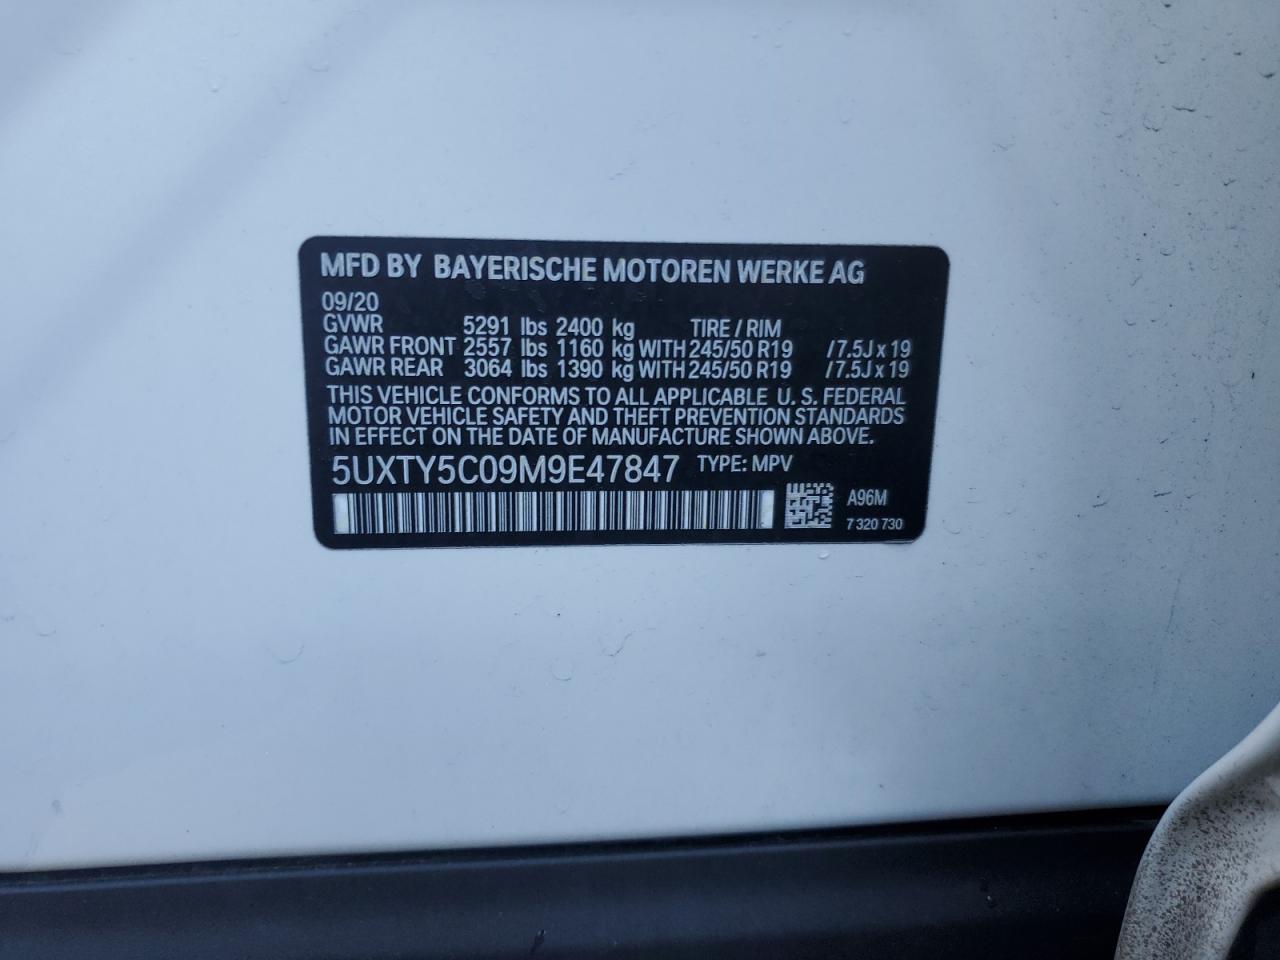 MFD BY BAYERISCHE MOTOREN WERKE AG
09/20
GVWR 5291 lbs 2400 kg TIRE / RIM
GAWR FRONT 2557 lbs 1160 kg WITH 245/50 R19 /7.5J x 19
GAWR REAR 3064 lbs 1390 kg WITH 245/50 R19 /7.5J x 19
THIS VEHICLE CONFORMS TO ALL APPLICABLE U. S. FEDERAL
MOTOR VEHICLE SAFETY AND THEFT PREVENTION STANDARDS
IN EFFECT ON THE DATE OF MANUFACTURE SHOWN ABOVE.
5UXTY5C09M9E47847 TYPE: MPV
A96M
7 320 730